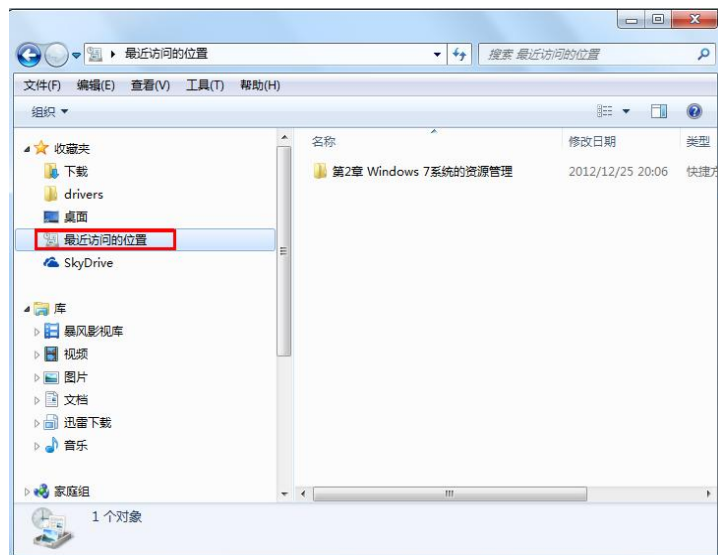 最近访问的位置
搜索 最近访问的位置
文件(F) 编辑(E) 查看(V) 工具(T) 帮助(H)
组织
名称 修改日期 类型
第2章 Windows 7系统的资源管理 2012/12/25 20:06 快捷方
收藏夹
下载
drivers
桌面
最近访问的位置
SkyDrive
库
暴风影视库
视频
图片
文档
迅雷下载
音乐
家庭组
1 个对象